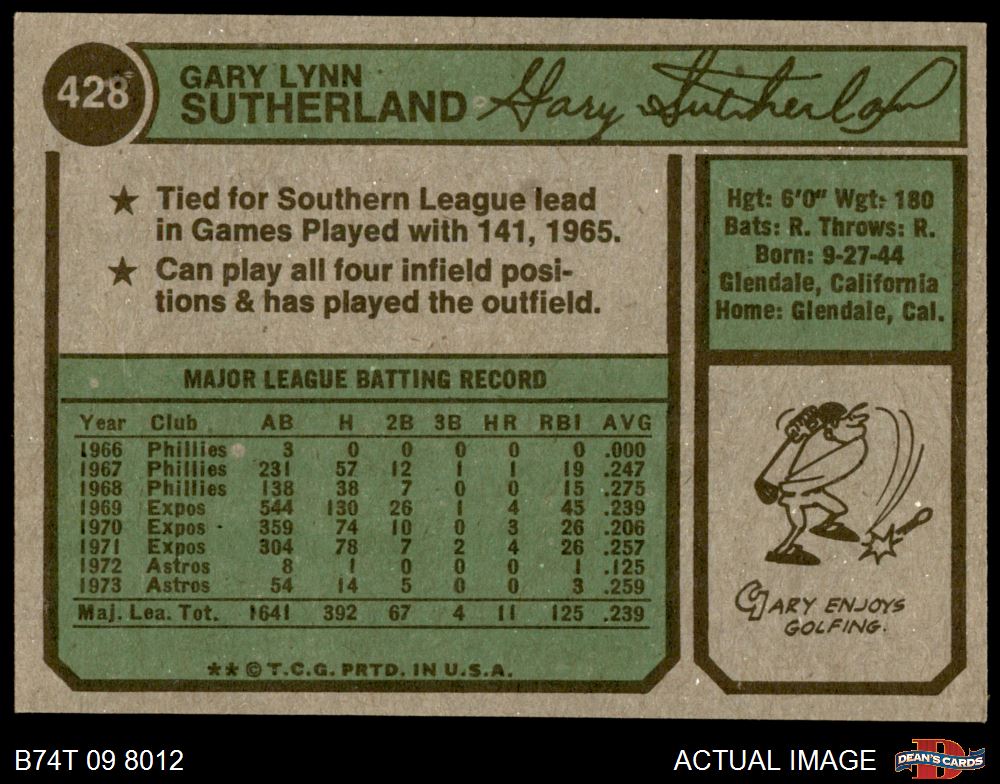 428
GARY LYNN
SUTHERLAND
Gary Sutherland
★ Tied for Southern League lead
in Games Played with 141, 1965.
★ Can play all four infield posi-
tions & has played the outfield.
Hgt: 6'0" Wgt: 180
Bats: R. Throws: R.
Born: 9-27-44
Glendale, California
Home: Glendale, Cal.
MAJOR LEAGUE BATTING RECORD
Year Club AB H 2B 3B HR RBI AVG
1966 Phillies 3 0 0 0 0 0 .000
1967 Phillies 231 57 12 1 1 19 .247
1968 Phillies 138 38 7 0 0 15 .275
1969 Expos 544 130 26 1 4 45 .239
1970 Expos 359 74 10 0 3 26 .206
1971 Expos 304 78 7 2 4 26 .257
1972 Astros 8 1 0 0 0 1 .125
1973 Astros 54 14 5 0 0 3 .259
Maj. Lea. Tot. 1641 392 67 4 11 125 .239
** © T.C.G. PRTD. IN U.S.A.
GARY ENJOYS
GOLFING.
B74T 09 8012
ACTUAL IMAGE
D
DEAN'S CARDS